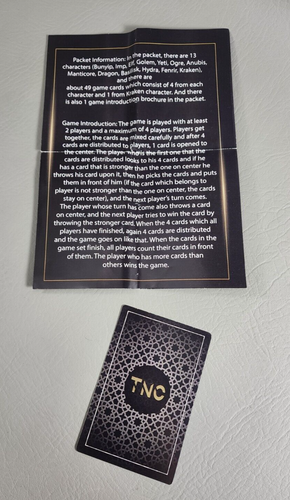 Packet Information: In the packet, there are 13
characters (Bunyip, Imp, Elf, Golem, Yeti, Ogre, Anubis,
Manticore, Dragon, Basilisk, Hydra, Fenrir, Kraken),
and there are
about 49 game cards which consist of 4 from each
character and 1 from Kraken character. And there
is also 1 game introduction brochure in the packet.
Game Introduction: The game is played with at least
2 players and a maximum of 4 players. Players get
together, the cards are mixed carefully and after 4
cards are distributed to players, 1 card is opened to
the center. The player who is the first one that the
cards are distributed looks to his 4 cards and if he
has a card that is stronger than the one on center he
throws his card upon it, then he picks the cards and puts
them in front of him (if the card which belongs to
player is not stronger than the one on center, the cards
stay on center), and the next player's turn comes.
The player whose turn has come also throws a card
on center, and the next player tries to win the card by
throwing the stronger card. When the 4 cards which all
players have finished, again 4 cards are distributed
and the game goes on like that. When the cards in the
game set finish, all players count their cards in front
of them. The player who has more cards than
others wins the game.
TNC